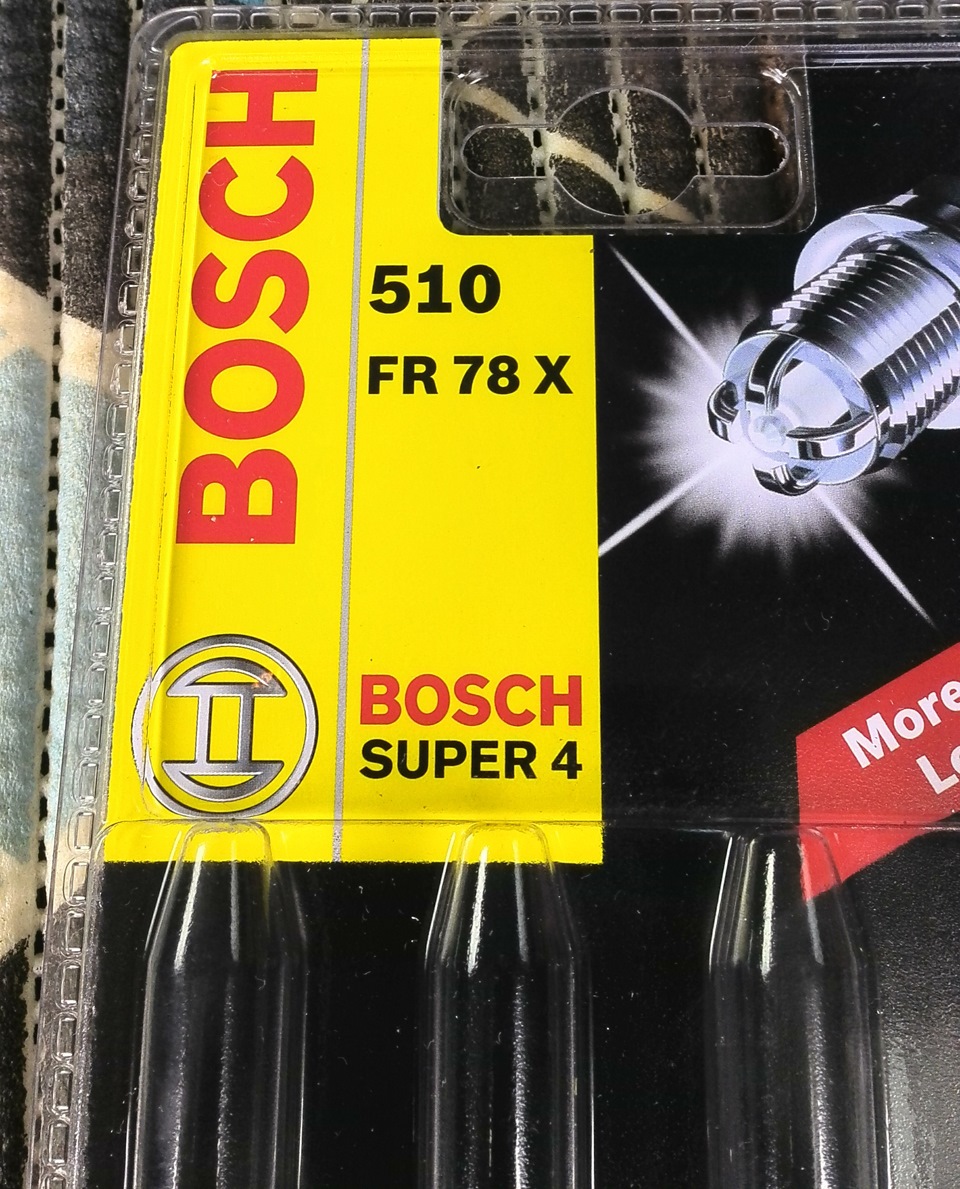 BOSCH
510
FR 78 X
BOSCH
SUPER 4
More